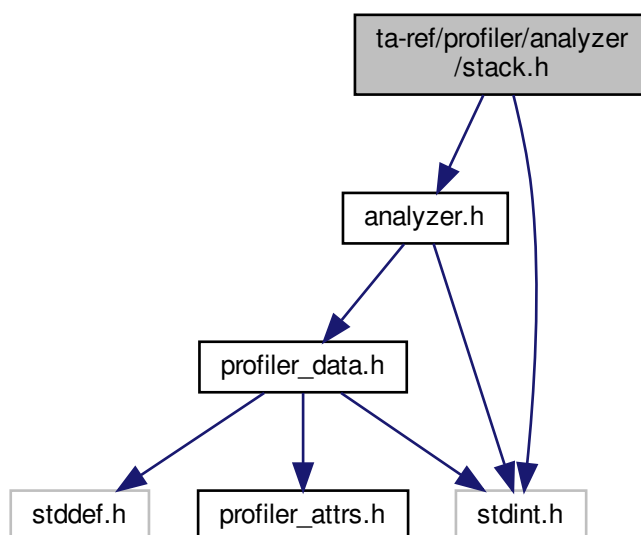 ta-ref/profiler/analyzer
/stack.h
analyzer.h
profiler_data.h
stddef.h
profiler_attrs.h
stdint.h